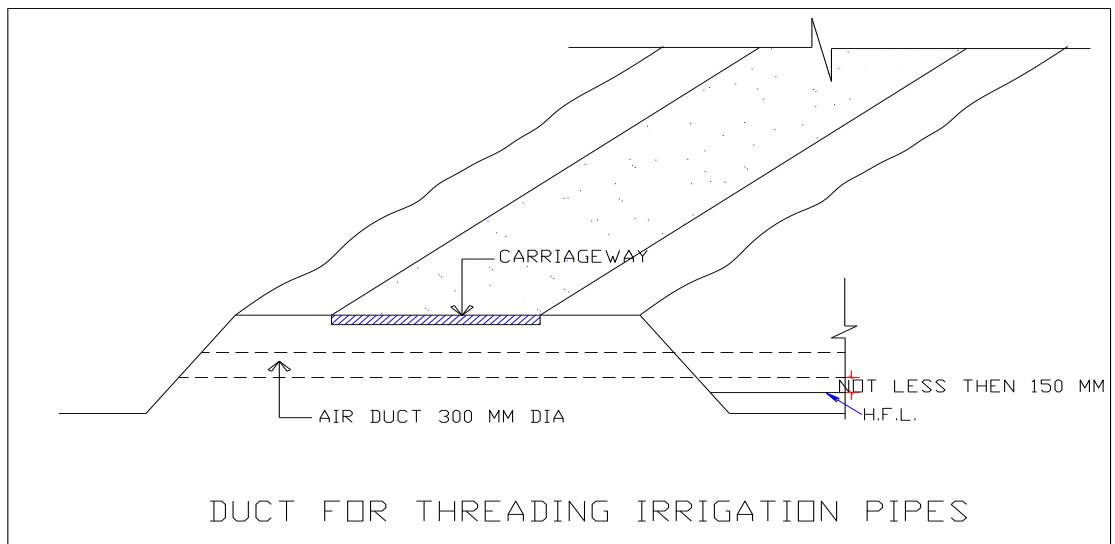 CARRIAGEWAY
NOT LESS THEN 150 MM
H.F.L.
AIR DUCT 300 MM DIA
DUCT FOR THREADING IRRIGATION PIPES